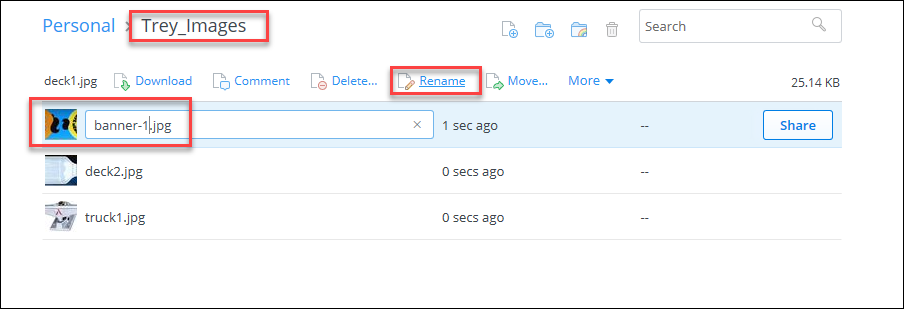 Personal > Trey_Images
Search
deck1.jpg Download Comment Delete... Rename Move... More 25.14 KB
banner-1.jpg × 1 sec ago -- Share
deck2.jpg 0 secs ago --
truck1.jpg 0 secs ago --